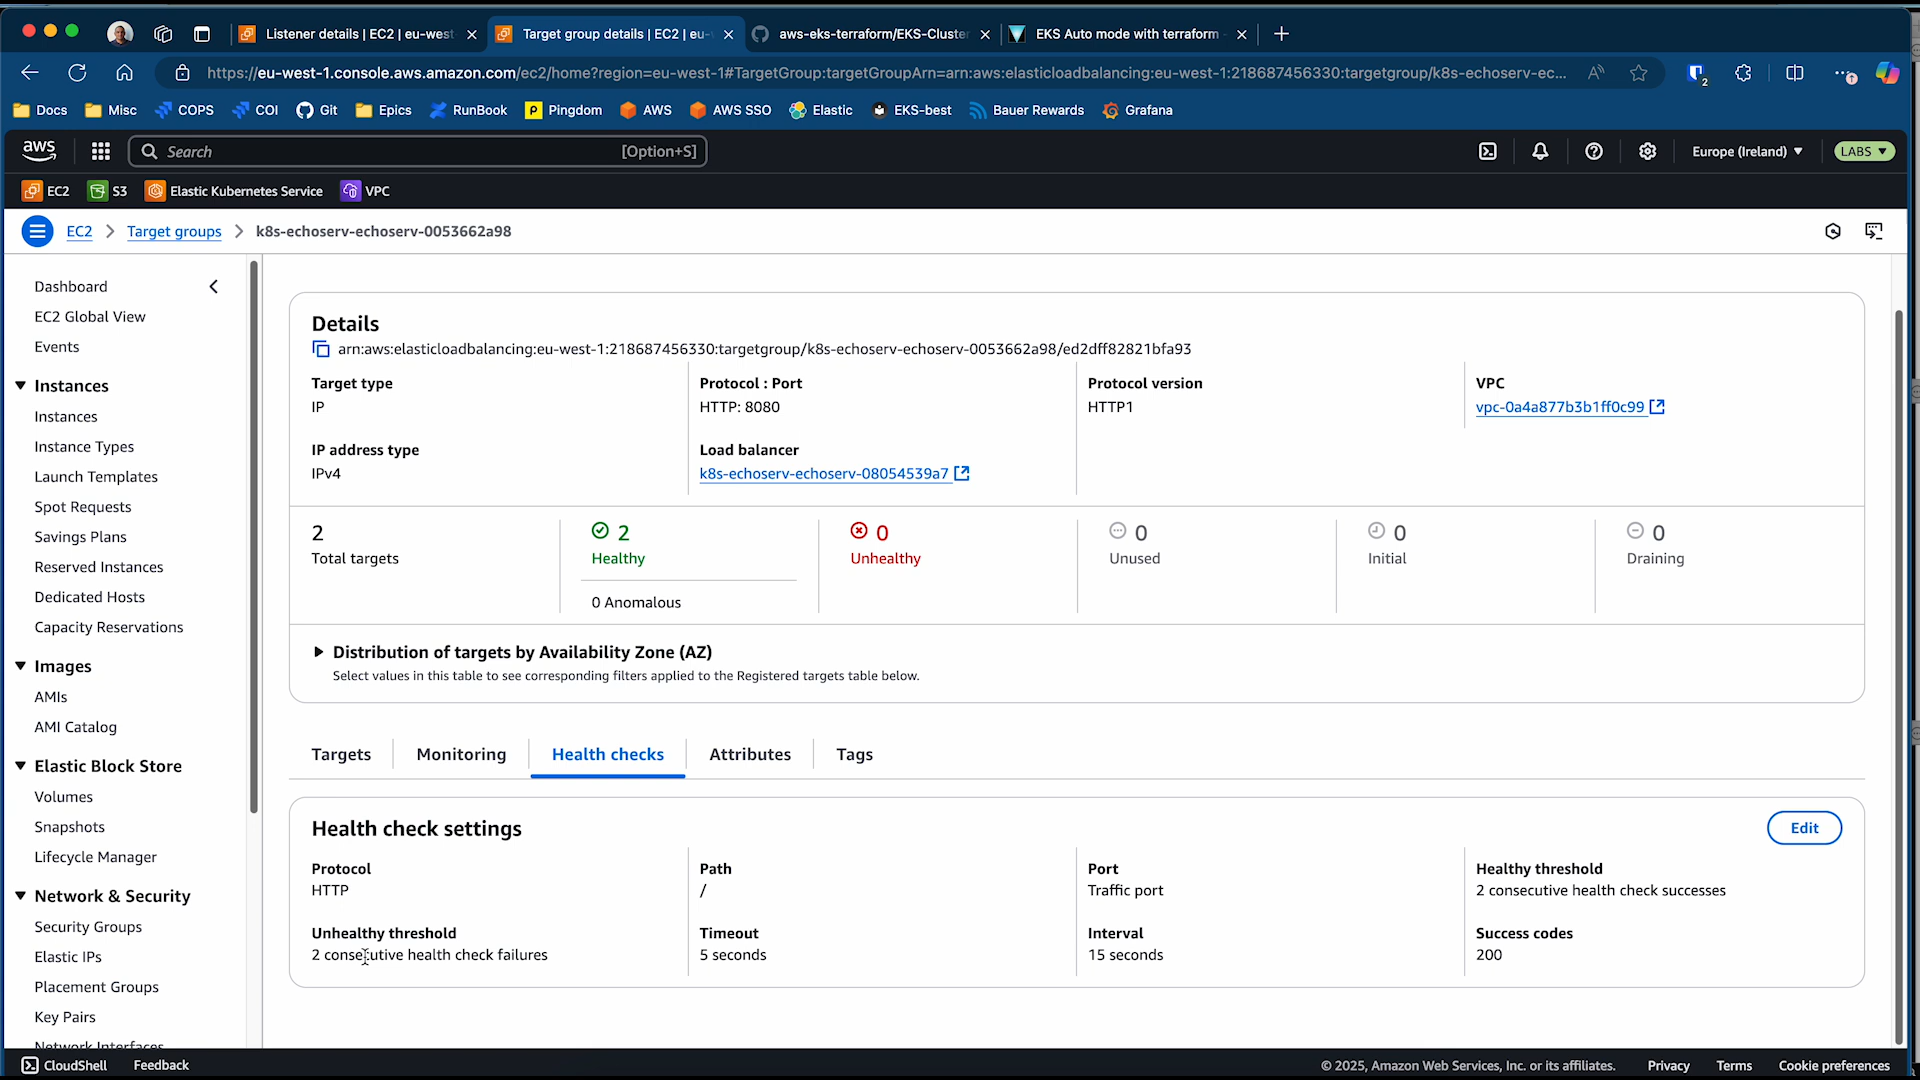 Listener details | EC2 | eu-west
Target group details | EC2 | eu-
aws-eks-terraform/EKS-Cluster
EKS Auto mode with terraform
https://eu-west-1.console.aws.amazon.com/ec2/home?region=eu-west-1#TargetGroup:targetGroupArn=arn:aws:elasticloadbalancing:eu-west-1:218687456330:targetgroup/k8s-echoserv-ec...
2
Docs
Misc
COPS
COI
Git
Epics
RunBook
Pingdom
AWS
AWS SSO
Elastic
EKS-best
Bauer Rewards
Grafana
aws
Search
[Option+S]
Europe (Ireland)
LABS
EC2
S3
Elastic Kubernetes Service
VPC
EC2
Target groups
k8s-echoserv-echoserv-0053662a98
Dashboard
EC2 Global View
Events
Instances
Instances
Instance Types
Launch Templates
Spot Requests
Savings Plans
Reserved Instances
Dedicated Hosts
Capacity Reservations
Images
AMIs
AMI Catalog
Elastic Block Store
Volumes
Snapshots
Lifecycle Manager
Network & Security
Security Groups
Elastic IPs
Placement Groups
Key Pairs
Network Interfaces
Details
arn:aws:elasticloadbalancing:eu-west-1:218687456330:targetgroup/k8s-echoserv-echoserv-0053662a98/ed2dff82821bfa93
Target type
IP
Protocol : Port
HTTP: 8080
Protocol version
HTTP1
VPC
vpc-0a4a877b3b1ff0c99
IP address type
IPv4
Load balancer
k8s-echoserv-echoserv-08054539a7
2
Total targets
2
Healthy
0 Anomalous
0
Unhealthy
0
Unused
0
Initial
0
Draining
Distribution of targets by Availability Zone (AZ)
Select values in this table to see corresponding filters applied to the Registered targets table below.
Targets
Monitoring
Health checks
Attributes
Tags
Health check settings
Edit
Protocol
HTTP
Path
/
Port
Traffic port
Healthy threshold
2 consecutive health check successes
Unhealthy threshold
2 consecutive health check failures
Timeout
5 seconds
Interval
15 seconds
Success codes
200
CloudShell
Feedback
© 2025, Amazon Web Services, Inc. or its affiliates.
Privacy
Terms
Cookie preferences